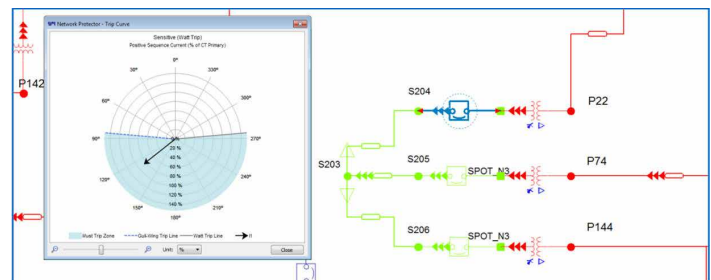 Network Protector - Trip Curve
Sensitive (Watt Trip)
Positive Sequence Current (% of CT Primary)
0°
30° 330°
60° 300°
90° 270°
120° 240°
150° 210°
180°
0 %
20 %
40 %
60 %
80 %
100 %
120 %
140 %
Must Trip Zone Gull-Wing Trip Line Watt Trip Line I1
Unit: % Close
P142
S204
P22
S203
S205
SPOT_N3
P74
S206
SPOT_N3
P144